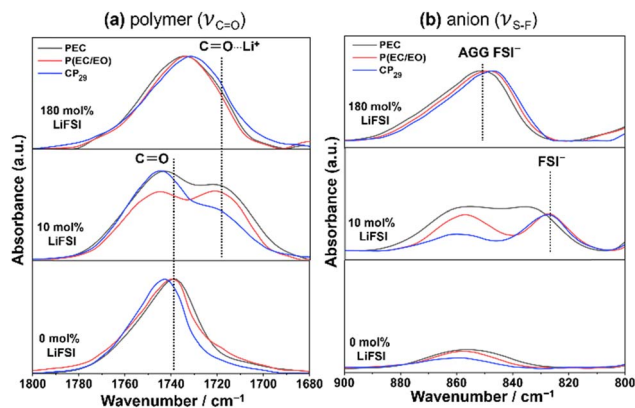 (a) polymer (νC=O)
PEC
P(EC/EO)
CP29
C=O···Li⁺
180 mol%
LiFSI
C=O
10 mol%
LiFSI
0 mol%
LiFSI
Absorbance (a.u.)
1800 1760 1740 1720 1700 1680
Wavenumber / cm⁻¹
(b) anion (νS-F)
PEC
P(EC/EO)
CP29
AGG FSI⁻
180 mol%
LiFSI
FSI⁻
10 mol%
LiFSI
0 mol%
LiFSI
Absorbance (a.u.)
900 880 860 840 820 800
Wavenumber / cm⁻¹